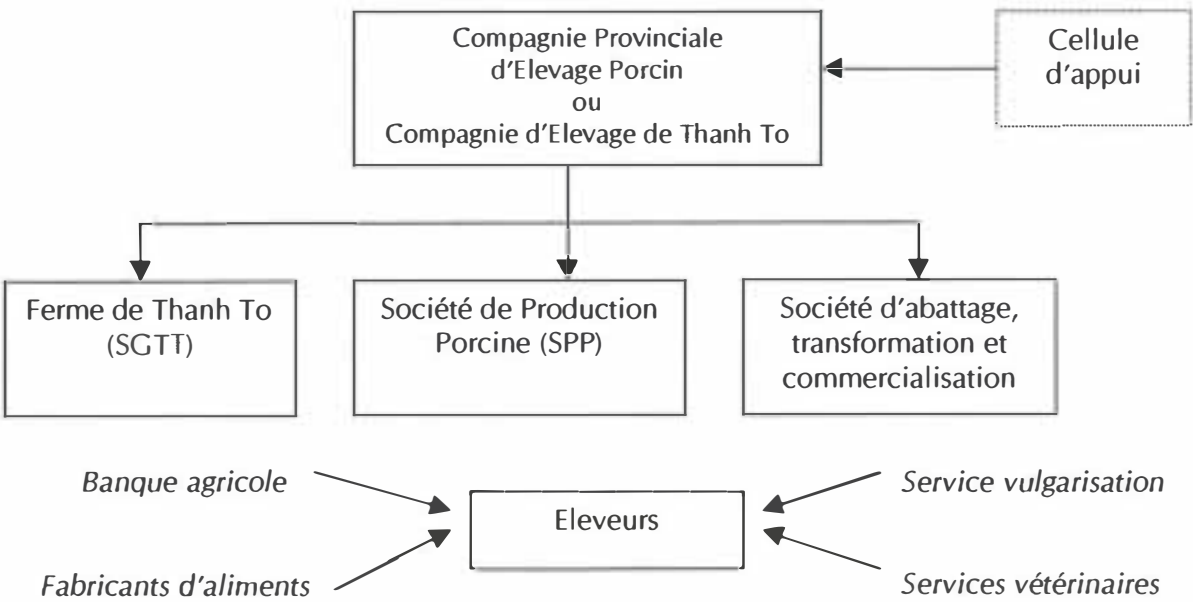 Compagnie Provinciale
d'Elevage Porcin
ou
Compagnie d'Elevage de Thanh To
Cellule
d'appui
Ferme de Thanh To
(SGTT)
Société de Production
Porcine (SPP)
Société d'abattage,
transformation et
commercialisation
Banque agricole
Eleveurs
Service vulgarisation
Fabricants d'aliments
Services vétérinaires